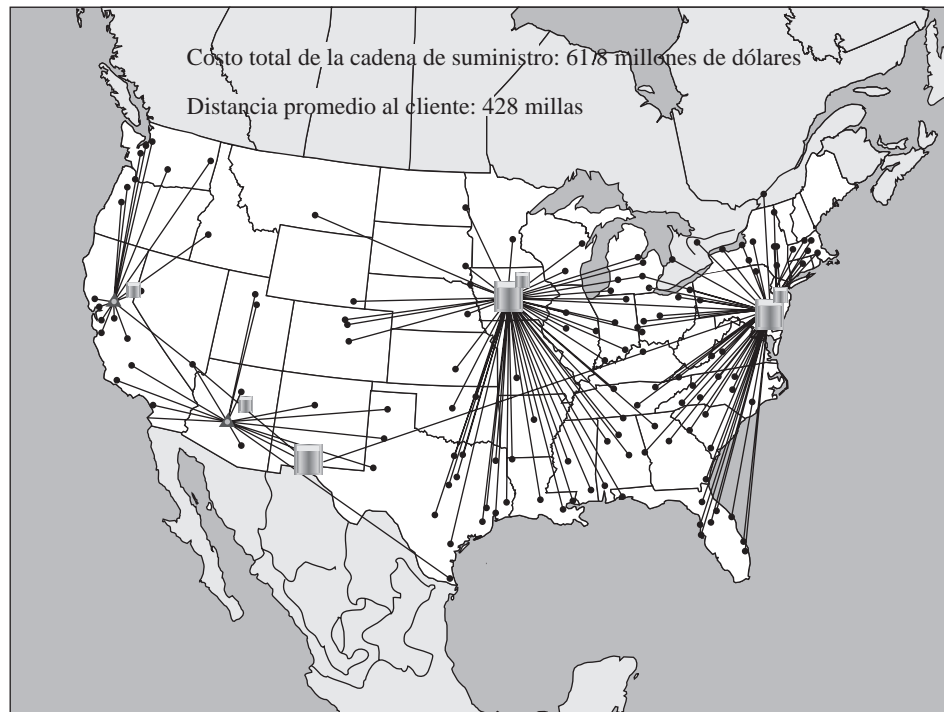 Costo total de la cadena de suministro: 61.8 millones de dólares
Distancia promedio al cliente: 428 millas